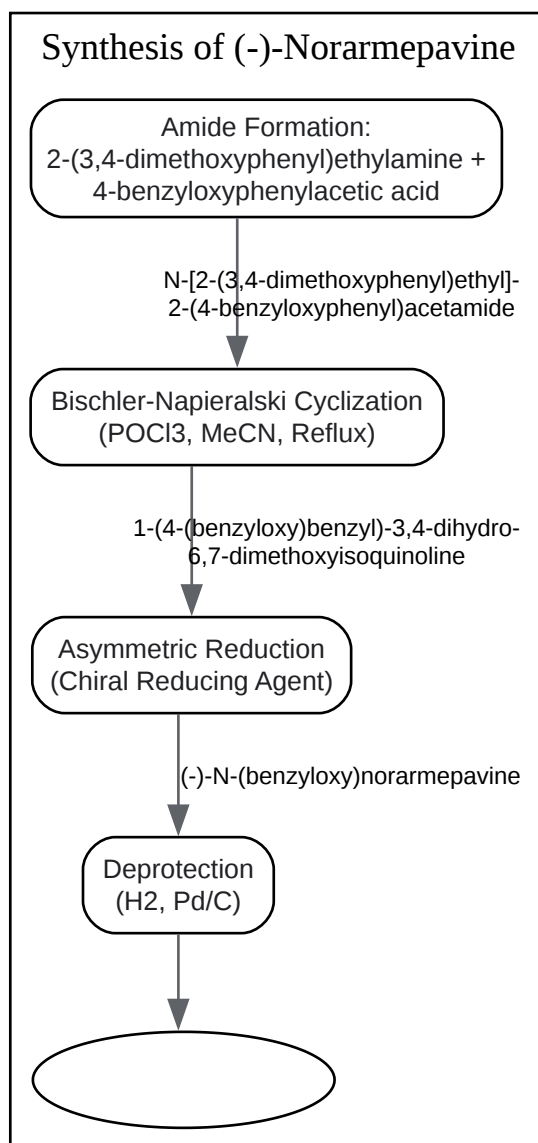 Synthesis of (-)-Norarmepavine
Amide Formation:
2-(3,4-dimethoxyphenyl)ethylamine +
4-benzyloxyphenylacetic acid
N-[2-(3,4-dimethoxyphenyl)ethyl]-
2-(4-benzyloxyphenyl)acetamide
Bischler-Napieralski Cyclization
(POCl3, MeCN, Reflux)
1-(4-(benzyloxy)benzyl)-3,4-dihydro-
6,7-dimethoxyisoquinoline
Asymmetric Reduction
(Chiral Reducing Agent)
(-)-N-(benzyloxy)norarmepavine
Deprotection
(H2, Pd/C)